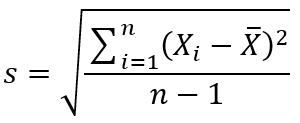 s = √(∑ᵢ₌₁ⁿ (Xᵢ − X̄)² / (n − 1))